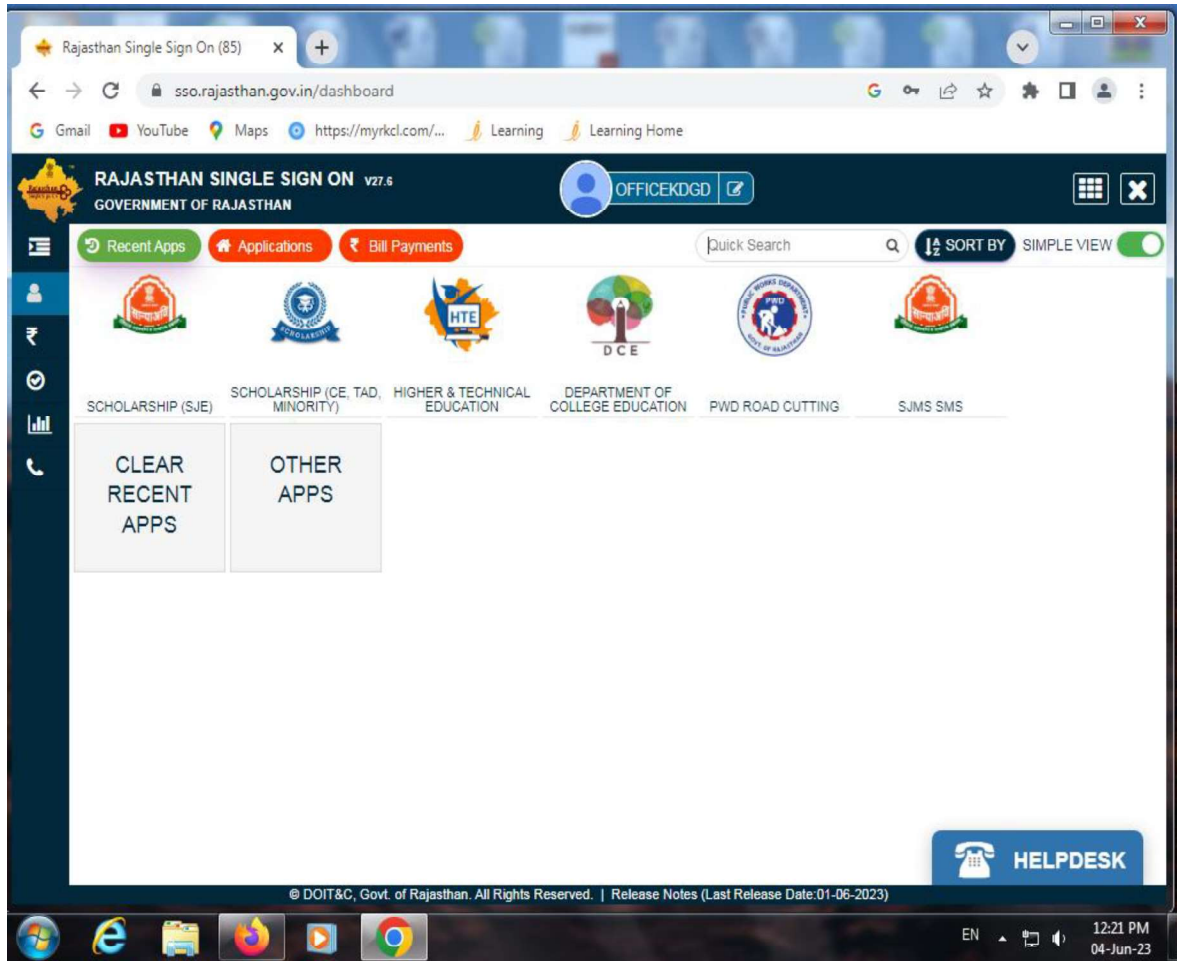 Rajasthan Single Sign On (85)
sso.rajasthan.gov.in/dashboard
Gmail YouTube Maps https://myrkcl.com/... Learning Learning Home
RAJASTHAN SINGLE SIGN ON V27.6
GOVERNMENT OF RAJASTHAN
OFFICEKDGD
Recent Apps Applications ₹ Bill Payments Quick Search SORT BY SIMPLE VIEW
SCHOLARSHIP
HTE
DCE
PWD
SCHOLARSHIP (SJE)
SCHOLARSHIP (CE, TAD, MINORITY)
HIGHER & TECHNICAL EDUCATION
DEPARTMENT OF COLLEGE EDUCATION
PWD ROAD CUTTING
SJMS SMS
CLEAR
RECENT
APPS
OTHER
APPS
HELPDESK
© DOIT&C, Govt. of Rajasthan. All Rights Reserved. | Release Notes (Last Release Date:01-06-2023)
EN
12:21 PM
04-Jun-23